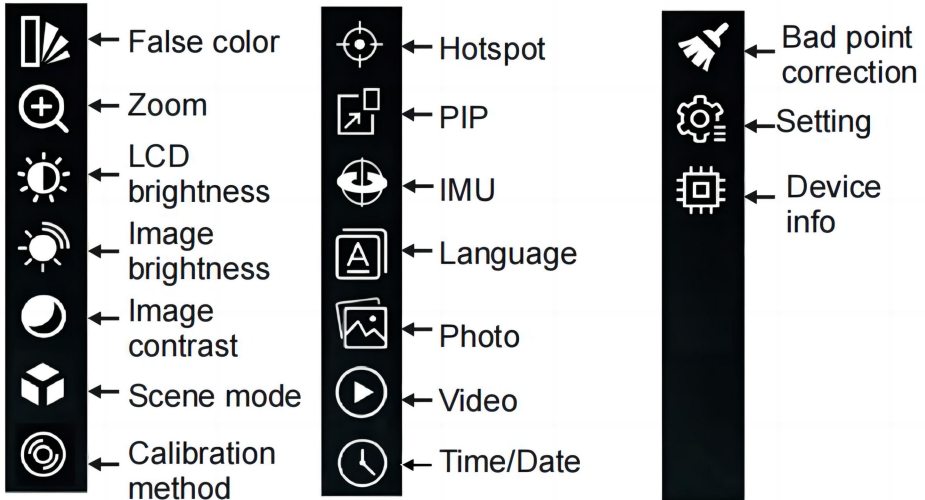 False color
Zoom
LCD
brightness
Image
brightness
Image
contrast
Scene mode
Calibration
method
Hotspot
PIP
IMU
A
Language
Photo
Video
Time/Date
Bad point
correction
Setting
Device
info